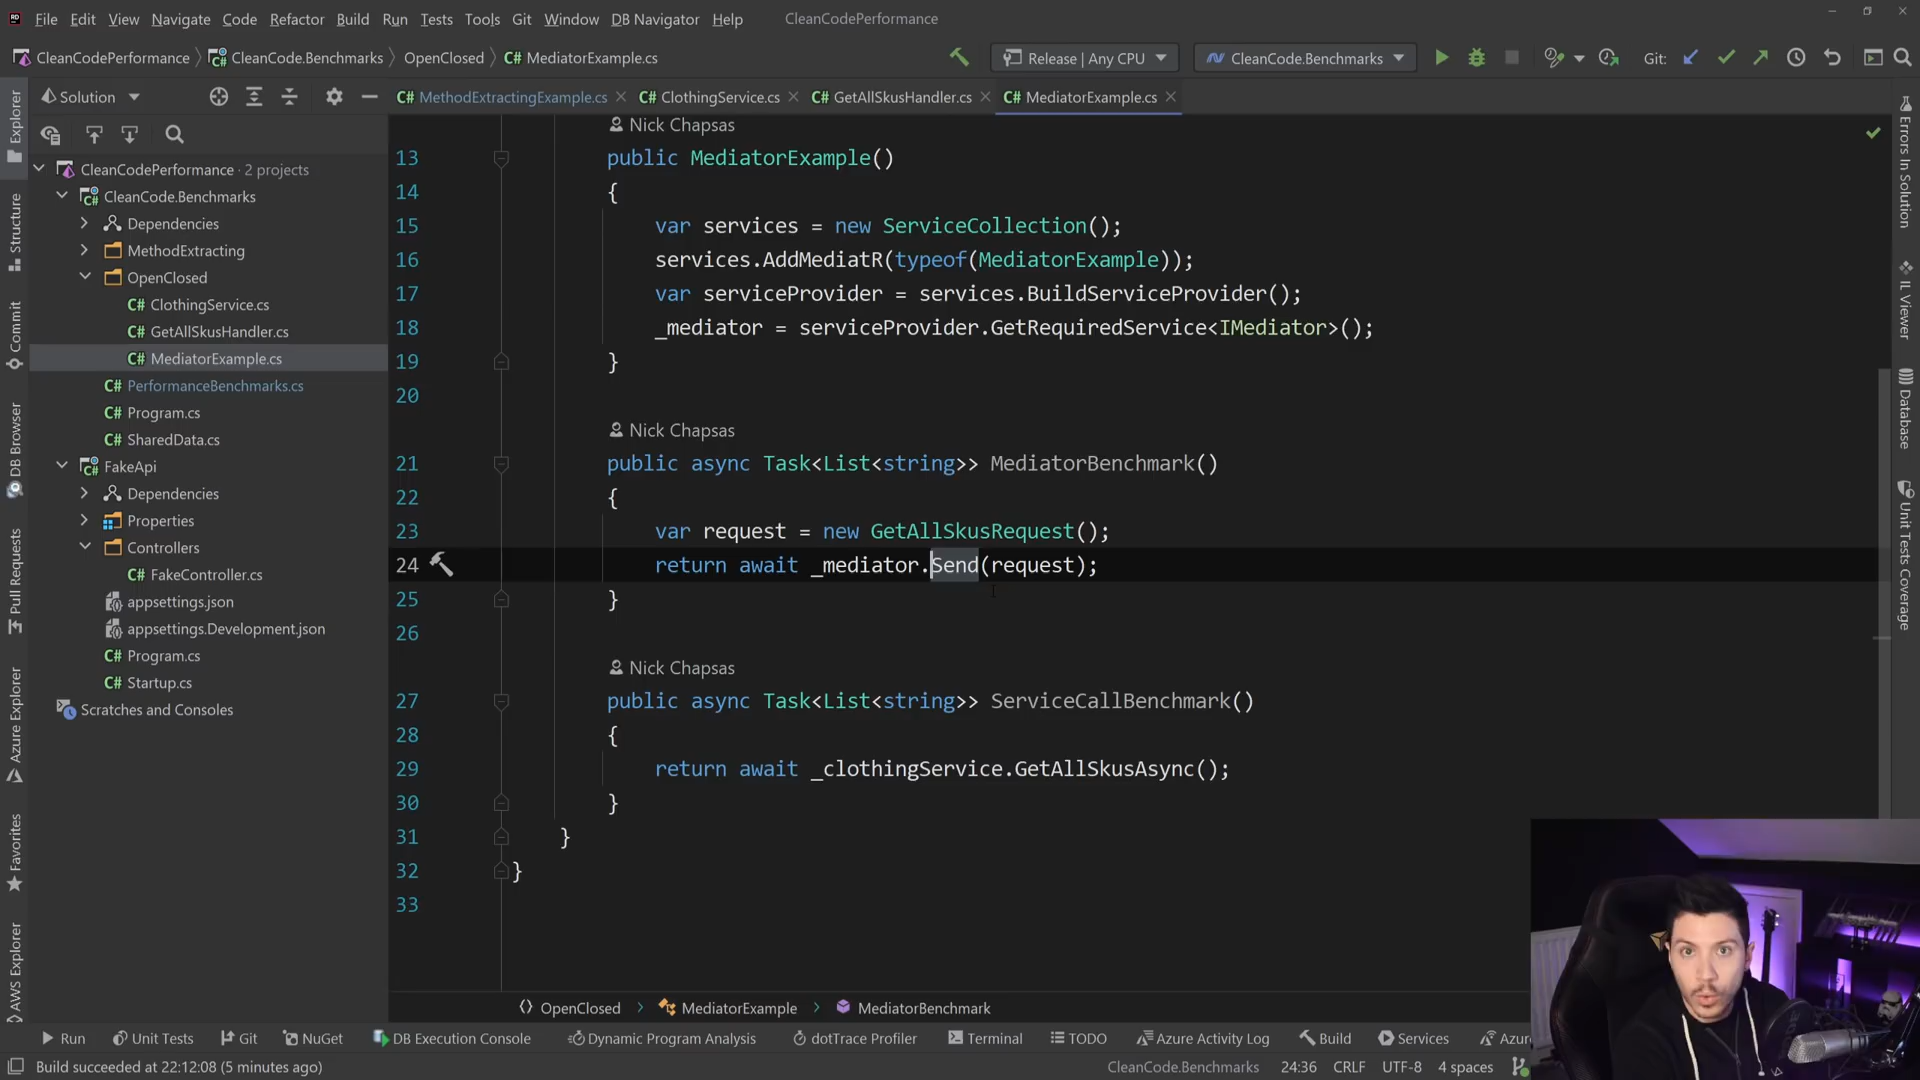 File Edit View Navigate Code Refactor Build Run Tests Tools Git Window DB Navigator Help CleanCodePerformance
CleanCodePerformance CleanCode.Benchmarks OpenClosed C# MediatorExample.cs Release | Any CPU CleanCode.Benchmarks Git:
Solution
C# MethodExtractingExample.cs C# ClothingService.cs C# GetAllSkusHandler.cs C# MediatorExample.cs
CleanCodePerformance · 2 projects
CleanCode.Benchmarks
Dependencies
MethodExtracting
OpenClosed
C# ClothingService.cs
C# GetAllSkusHandler.cs
C# MediatorExample.cs
C# PerformanceBenchmarks.cs
C# Program.cs
C# SharedData.cs
FakeApi
Dependencies
Properties
Controllers
C# FakeController.cs
appsettings.json
appsettings.Development.json
C# Program.cs
C# Startup.cs
Scratches and Consoles
Explorer
Structure
Commit
DB Browser
Pull Requests
Azure Explorer
Favorites
AWS Explorer
Nick Chapsas
13 public MediatorExample()
14 {
15 var services = new ServiceCollection();
16 services.AddMediatR(typeof(MediatorExample));
17 var serviceProvider = services.BuildServiceProvider();
18 _mediator = serviceProvider.GetRequiredService<IMediator>();
19 }
20
Nick Chapsas
21 public async Task<List<string>> MediatorBenchmark()
22 {
23 var request = new GetAllSkusRequest();
24 return await _mediator.Send(request);
25 }
26
Nick Chapsas
27 public async Task<List<string>> ServiceCallBenchmark()
28 {
29 return await _clothingService.GetAllSkusAsync();
30 }
31 }
32 }
33
Errors In Solution
IL Viewer
Database
Unit Tests Coverage
OpenClosed MediatorExample MediatorBenchmark
Run Unit Tests Git NuGet DB Execution Console Dynamic Program Analysis dotTrace Profiler Terminal TODO Azure Activity Log Build Services Azur
Build succeeded at 22:12:08 (5 minutes ago) CleanCode.Benchmarks 24:36 CRLF UTF-8 4 spaces